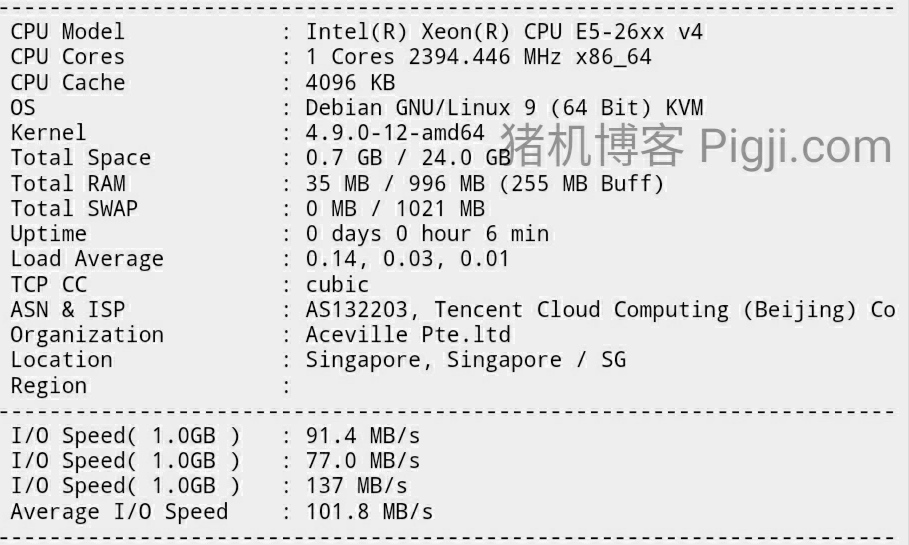 --------------------------------------------------------------------
CPU Model            : Intel(R) Xeon(R) CPU E5-26xx v4
CPU Cores            : 1 Cores 2394.446 MHz x86_64
CPU Cache            : 4096 KB
OS                   : Debian GNU/Linux 9 (64 Bit) KVM
Kernel               : 4.9.0-12-amd64
猪机博客 Pigji.com
Total Space          : 0.7 GB / 24.0 GB
Total RAM            : 35 MB / 996 MB (255 MB Buff)
Total SWAP           : 0 MB / 1021 MB
Uptime               : 0 days 0 hour 6 min
Load Average         : 0.14, 0.03, 0.01
TCP CC               : cubic
ASN & ISP            : AS132203, Tencent Cloud Computing (Beijing) Co
Organization         : Aceville Pte.ltd
Location             : Singapore, Singapore / SG
Region               :
--------------------------------------------------------------------
I/O Speed( 1.0GB )   : 91.4 MB/s
I/O Speed( 1.0GB )   : 77.0 MB/s
I/O Speed( 1.0GB )   : 137 MB/s
Average I/O Speed    : 101.8 MB/s
--------------------------------------------------------------------